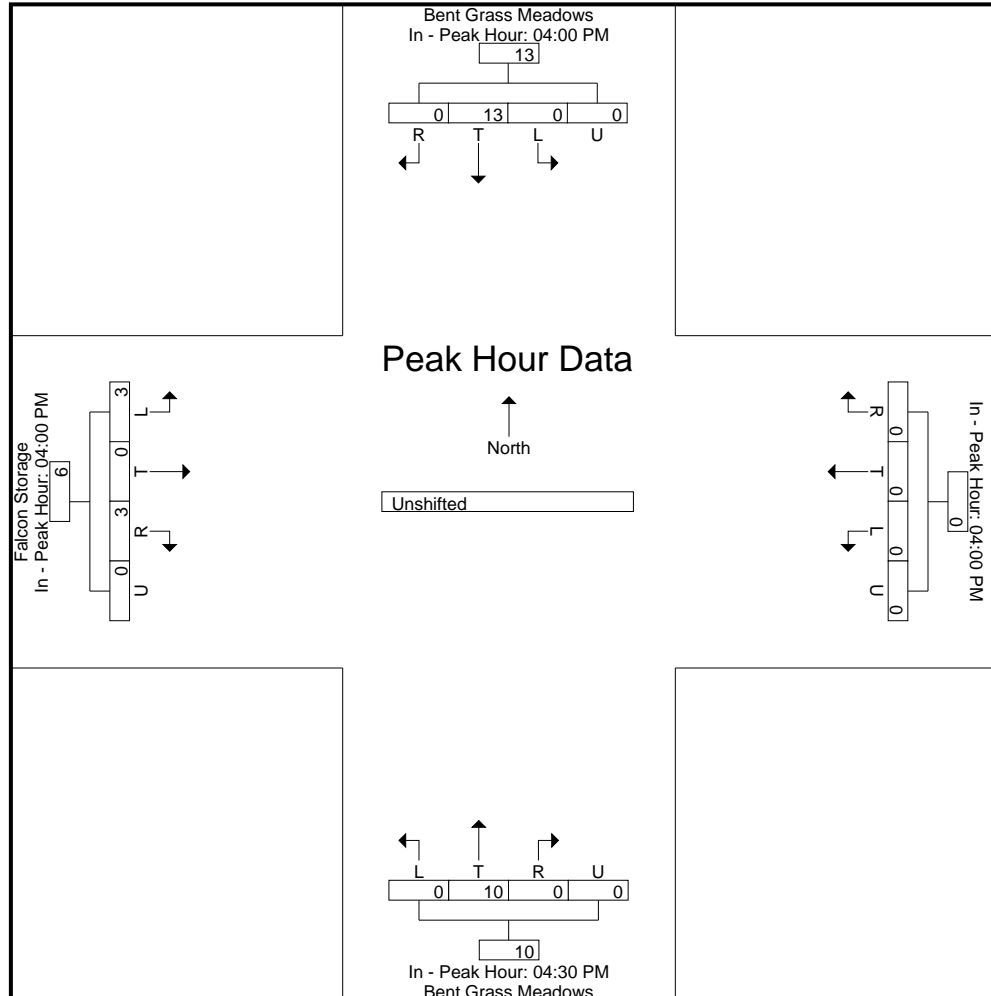 Bent Grass Meadows
In - Peak Hour: 04:00 PM
13
0 13 0 0
R T L U
Peak Hour Data
North
Unshifted
Falcon Storage
In - Peak Hour: 04:00 PM
6
3 0 3 0
L T R U
In - Peak Hour: 04:00 PM
0
0 0 0 0
R T L U
L T R U
0 10 0 0
10
In - Peak Hour: 04:30 PM
Bent Grass Meadows